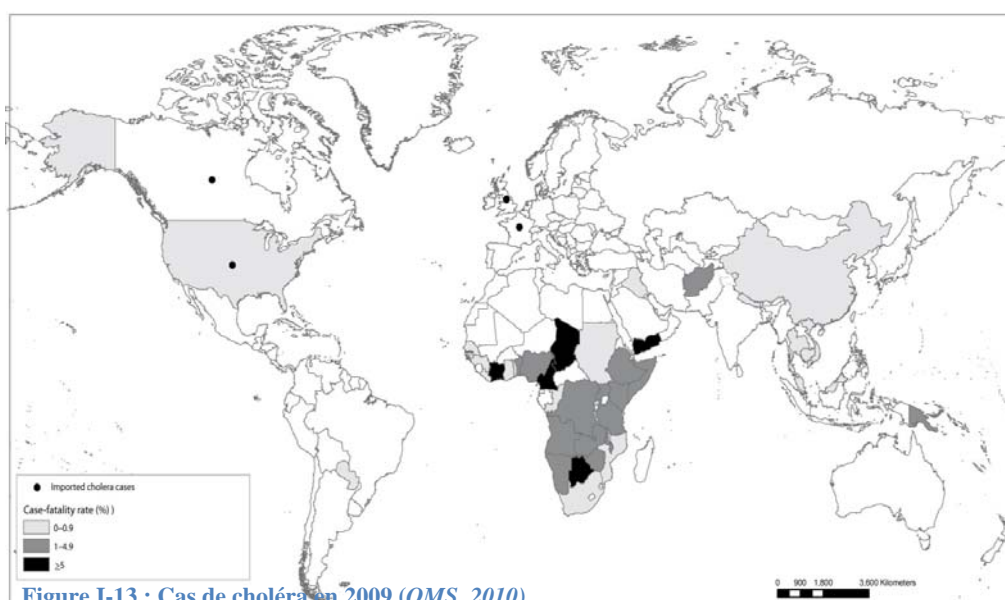 Imported cholera cases
Case-fatality rate (%) )
0–0.9
1–4.9
≥5
0 900 1,800 3,600 Kilometers
Figure I-13 : Cas de choléra en 2009 (OMS, 2010)